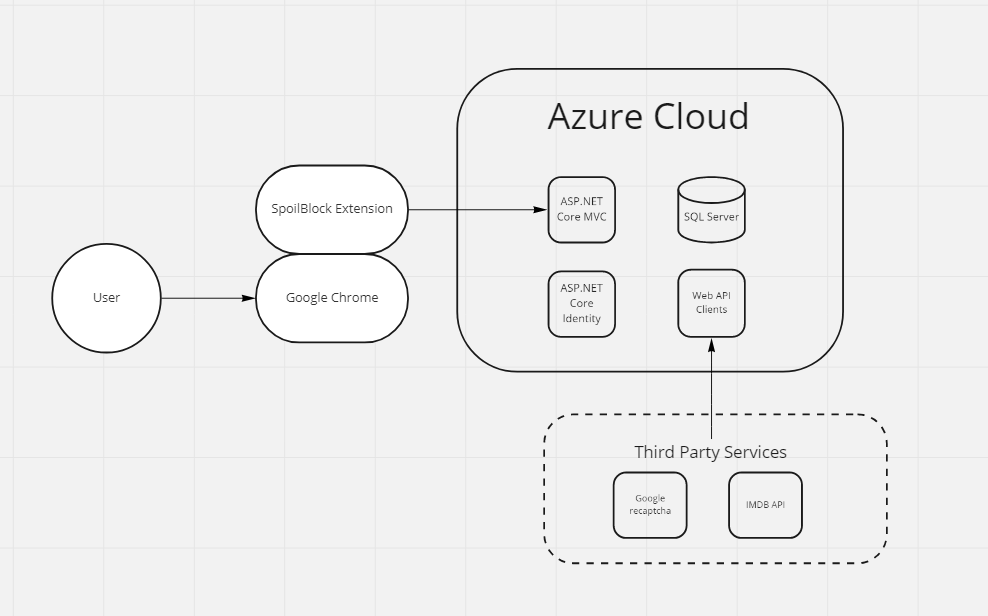 Azure Cloud
SpoilBlock Extension
ASP.NET
Core MVC
SQL Server
User
Google Chrome
ASP.NET
Core
Identity
Web API
Clients
Third Party Services
Google
recaptcha
IMDB API